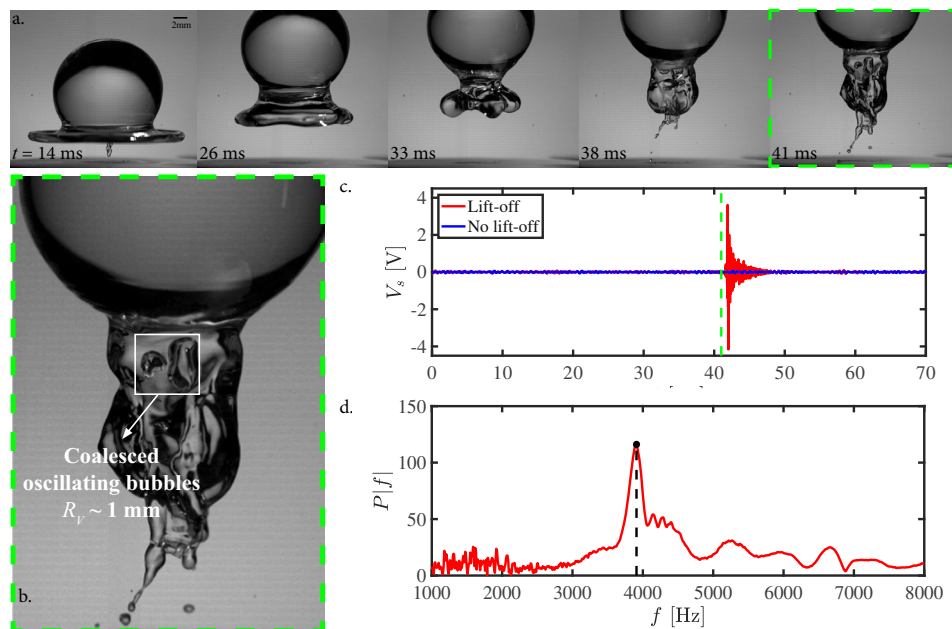 a.
2mm
t = 14 ms
26 ms
33 ms
38 ms
41 ms
Coalesced
oscillating bubbles
R_V ~ 1 mm
b.
c.
Lift-off
No lift-off
V_s [V]
4
2
0
-2
-4
0
10
20
30
40
50
60
70
d.
P|f|
150
100
50
0
1000
2000
3000
4000
5000
6000
7000
8000
f [Hz]